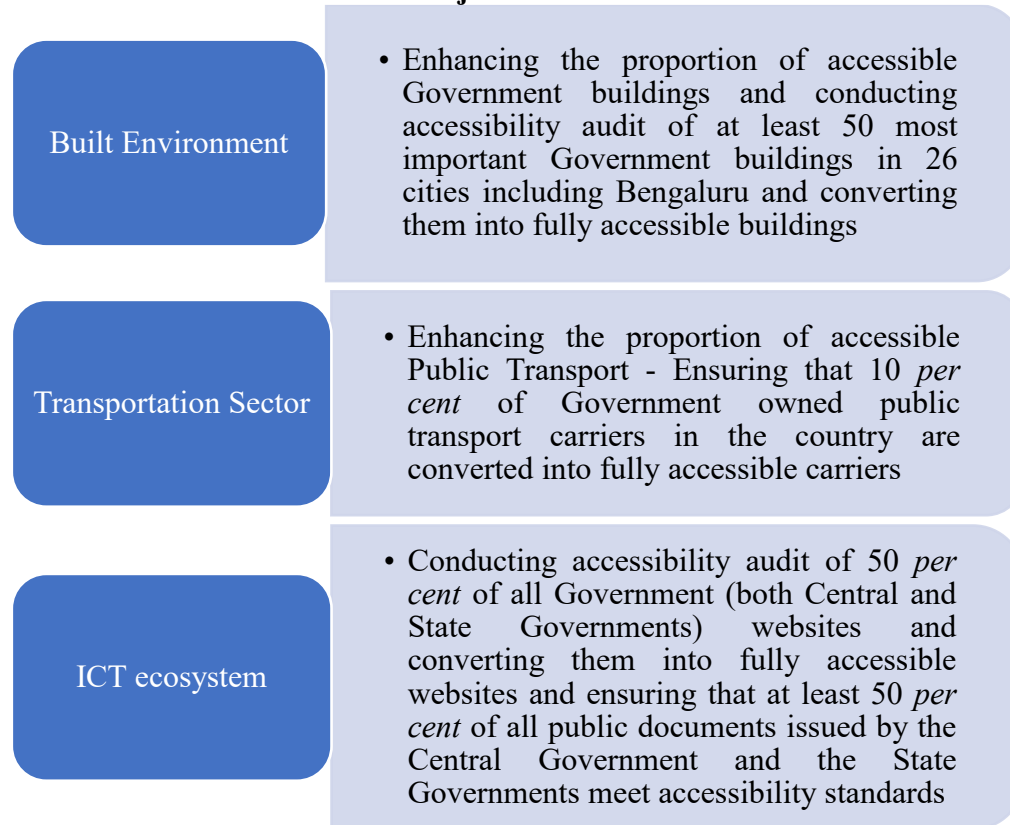 Built Environment
• Enhancing the proportion of accessible
Government buildings and conducting
accessibility audit of at least 50 most
important Government buildings in 26
cities including Bengaluru and converting
them into fully accessible buildings
Transportation Sector
• Enhancing the proportion of accessible
Public Transport - Ensuring that 10 per
cent of Government owned public
transport carriers in the country are
converted into fully accessible carriers
ICT ecosystem
• Conducting accessibility audit of 50 per
cent of all Government (both Central and
State Governments) websites and
converting them into fully accessible
websites and ensuring that at least 50 per
cent of all public documents issued by the
Central Government and the State
Governments meet accessibility standards